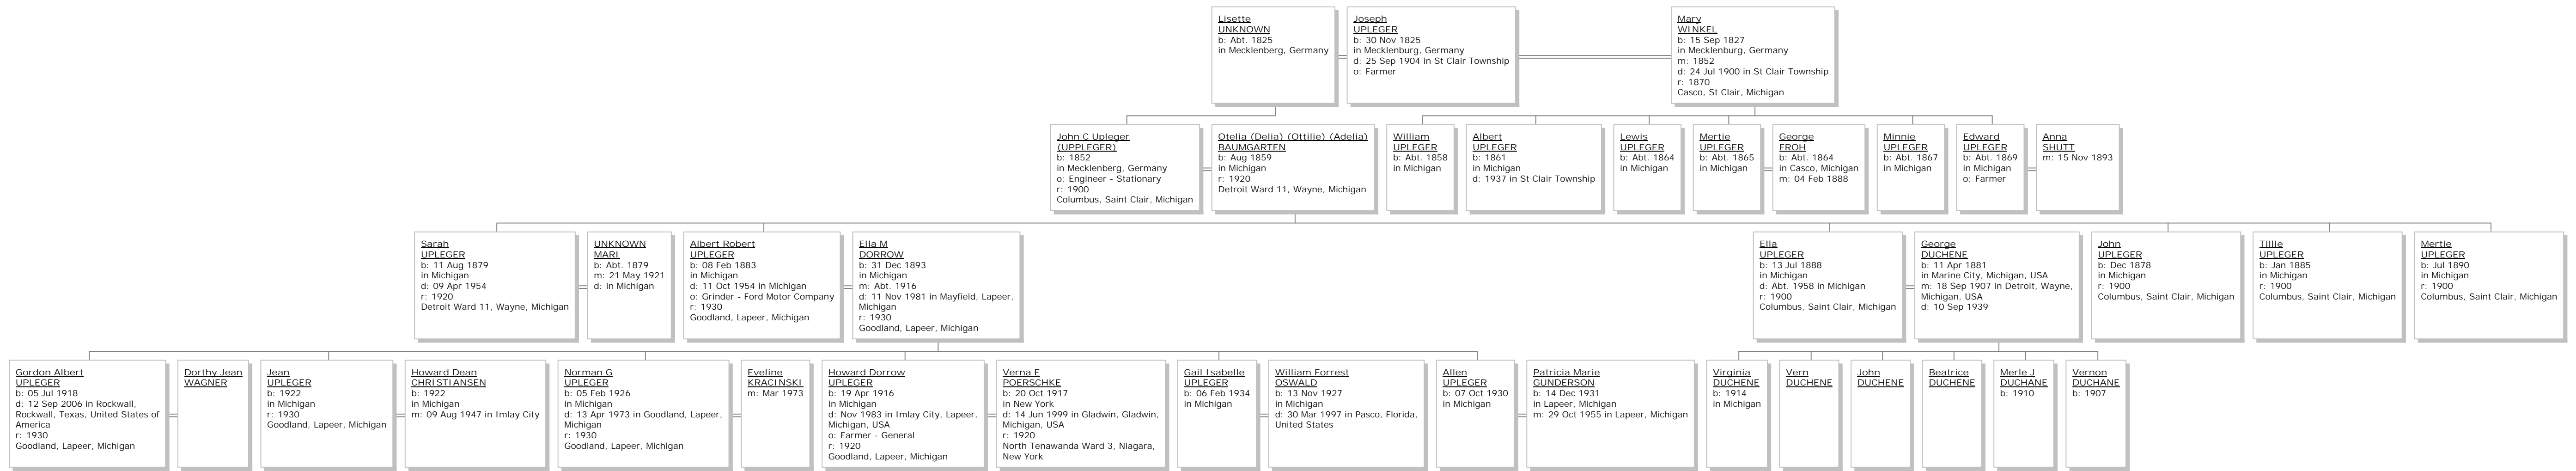 Lisette
UNKNOWN
b: Abt. 1825
in Mecklenberg, Germany
Joseph
UPLEGER
b: 30 Nov 1825
in Mecklenburg, Germany
d: 25 Sep 1904 in St Clair Township
o: Farmer
Mary
WINKEL
b: 15 Sep 1827
in Mecklenburg, Germany
m: 1852
d: 24 Jul 1900 in St Clair Township
r: 1870
Casco, St Clair, Michigan
John C Upleger
(UPPLEGER)
b: 1852
in Mecklenberg, Germany
o: Engineer - Stationary
r: 1900
Columbus, Saint Clair, Michigan
Otelia (Delia) (Ottilie) (Adelia)
BAUMGARTEN
b: Aug 1859
in Michigan
r: 1920
Detroit Ward 11, Wayne, Michigan
William
UPLEGER
b: Abt. 1858
in Michigan
Albert
UPLEGER
b: 1861
in Michigan
d: 1937 in St Clair Township
Lewis
UPLEGER
b: Abt. 1864
in Michigan
Mertie
UPLEGER
b: Abt. 1865
in Michigan
George
FROH
b: Abt. 1864
in Casco, Michigan
m: 04 Feb 1888
Minnie
UPLEGER
b: Abt. 1867
in Michigan
Edward
UPLEGER
b: Abt. 1869
in Michigan
o: Farmer
Anna
SHUTT
m: 15 Nov 1893
Sarah
UPLEGER
b: 11 Aug 1879
in Michigan
d: 09 Apr 1954
r: 1920
Detroit Ward 11, Wayne, Michigan
UNKNOWN
MARI
b: Abt. 1879
m: 21 May 1921
d: in Michigan
Albert Robert
UPLEGER
b: 08 Feb 1883
in Michigan
d: 11 Oct 1954 in Michigan
o: Grinder - Ford Motor Company
r: 1930
Goodland, Lapeer, Michigan
Ella M
DORROW
b: 31 Dec 1893
in Michigan
m: Abt. 1916
d: 11 Nov 1981 in Mayfield, Lapeer,
Michigan
r: 1930
Goodland, Lapeer, Michigan
Ella
UPLEGER
b: 13 Jul 1888
in Michigan
d: Abt. 1958 in Michigan
r: 1900
Columbus, Saint Clair, Michigan
George
DUCHENE
b: 11 Apr 1881
in Marine City, Michigan, USA
m: 18 Sep 1907 in Detroit, Wayne,
Michigan, USA
d: 10 Sep 1939
John
UPLEGER
b: Dec 1878
in Michigan
r: 1900
Columbus, Saint Clair, Michigan
Tillie
UPLEGER
b: Jan 1885
in Michigan
r: 1900
Columbus, Saint Clair, Michigan
Mertie
UPLEGER
b: Jul 1890
in Michigan
r: 1900
Columbus, Saint Clair, Michigan
Gordon Albert
UPLEGER
b: 05 Jul 1918
d: 12 Sep 2006 in Rockwall,
Rockwall, Texas, United States of
America
r: 1930
Goodland, Lapeer, Michigan
Dorthy Jean
WAGNER
Jean
UPLEGER
b: 1922
in Michigan
r: 1930
Goodland, Lapeer, Michigan
Howard Dean
CHRISTIANSEN
b: 1922
in Michigan
m: 09 Aug 1947 in Imlay City
Norman G
UPLEGER
b: 05 Feb 1926
in Michigan
d: 13 Apr 1973 in Goodland, Lapeer,
Michigan
r: 1930
Goodland, Lapeer, Michigan
Eveline
KRACINSKI
m: Mar 1973
Howard Dorrow
UPLEGER
b: 19 Apr 1916
in Michigan
d: Nov 1983 in Imlay City, Lapeer,
Michigan, USA
o: Farmer - General
r: 1920
Goodland, Lapeer, Michigan
Verna E
POERSCHKE
b: 20 Oct 1917
in New York
d: 14 Jun 1999 in Gladwin, Gladwin,
Michigan, USA
r: 1920
North Tenawanda Ward 3, Niagara,
New York
Gail Isabelle
UPLEGER
b: 06 Feb 1934
in Michigan
William Forrest
OSWALD
b: 13 Nov 1927
in Michigan
d: 30 Mar 1997 in Pasco, Florida,
United States
Allen
UPLEGER
b: 07 Oct 1930
in Michigan
Patricia Marie
GUNDERSON
b: 14 Dec 1931
in Lapeer, Michigan
m: 29 Oct 1955 in Lapeer, Michigan
Virginia
DUCHENE
b: 1914
in Michigan
Vern
DUCHENE
John
DUCHENE
Beatrice
DUCHENE
Merle J
DUCHANE
b: 1910
Vernon
DUCHANE
b: 1907